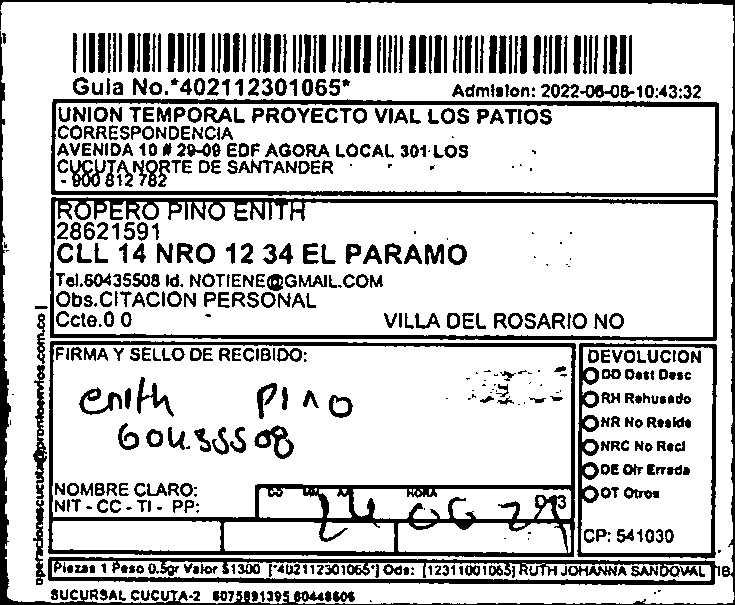 Guia No.*402112301065*
Admision: 2022-06-08-10:43:32
UNION TEMPORAL PROYECTO VIAL LOS PATIOS
CORRESPONDENCIA
AVENIDA 10 # 29-09 EDF AGORA LOCAL 301 LOS
CUCUTA NORTE DE SANTANDER
- 900 812 782
ROPERO PINO ENITH
28621591
CLL 14 NRO 12 34 EL PARAMO
Tel.60435508 Id. NOTIENE@GMAIL.COM
Obs.CITACION PERSONAL
Ccte.0 0
VILLA DEL ROSARIO NO
FIRMA Y SELLO DE RECIBIDO:
enith PINO
60435508
NOMBRE CLARO:
NIT - CC - TI - PP:
DD MM AA HORA
24 06 22
DEVOLUCION
DD Dest Desc
RH Rehusado
NR No Reside
NRC No Recl
DE Dir Errada
OT Otros
CP: 541030
operacionescucuta@prontoenvios.com.co |
Piezas 1 Peso 0.5gr Valor $1300 [*402112301065*] Ods: [12311001065] RUTH JOHANNA SANDOVAL
SUCURSAL CUCUTA-2 6075891395 60448606